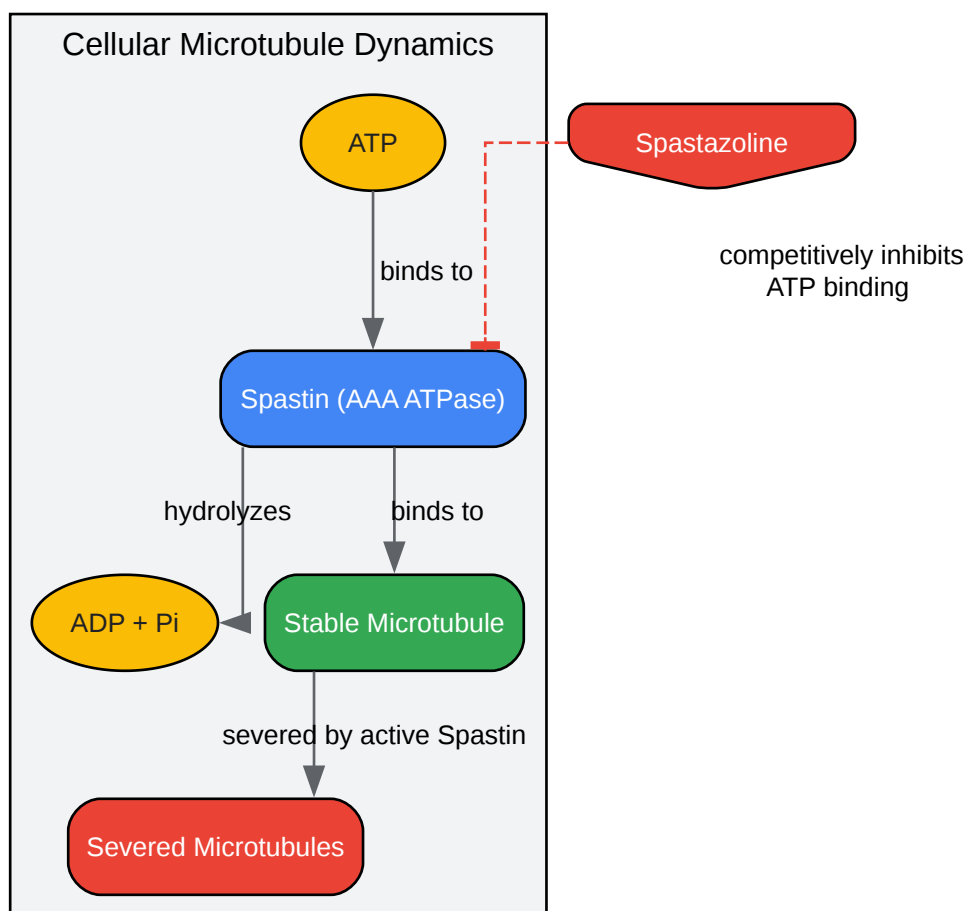 Cellular Microtubule Dynamics
ATP
Spastazoline
competitively inhibits
ATP binding
binds to
Spastin (AAA ATPase)
hydrolyzes
binds to
ADP + Pi
Stable Microtubule
severed by active Spastin
Severed Microtubules